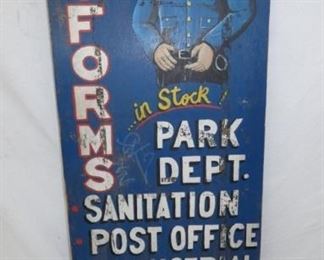 FORMS
...in Stock!
PARK
DEPT.
SANITATION
POST OFFICE